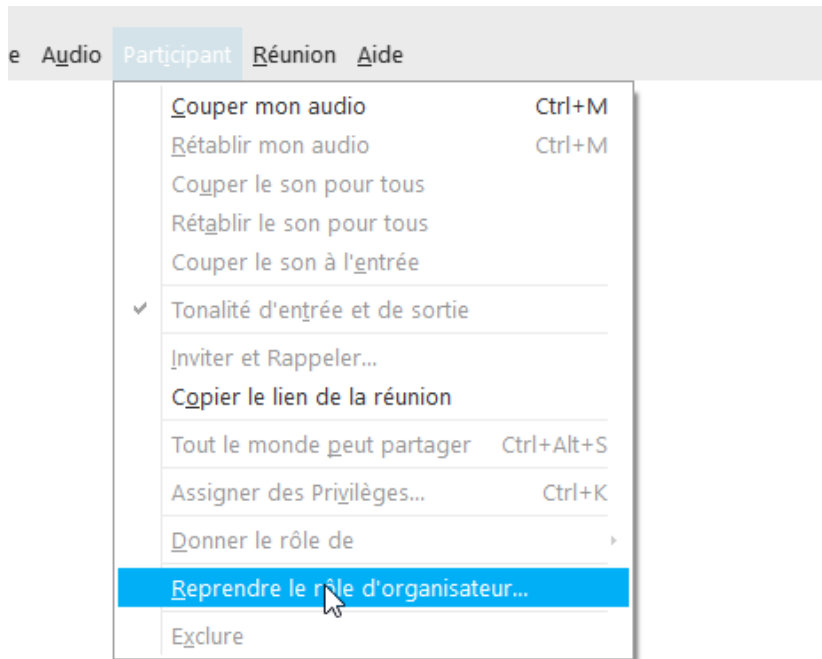 e Audio Participant Réunion Aide
Couper mon audio Ctrl+M
Rétablir mon audio Ctrl+M
Couper le son pour tous
Rétablir le son pour tous
Couper le son à l'entrée
Tonalité d'entrée et de sortie
Inviter et Rappeler...
Copier le lien de la réunion
Tout le monde peut partager Ctrl+Alt+S
Assigner des Privilèges... Ctrl+K
Donner le rôle de
Reprendre le rôle d'organisateur...
Exclure